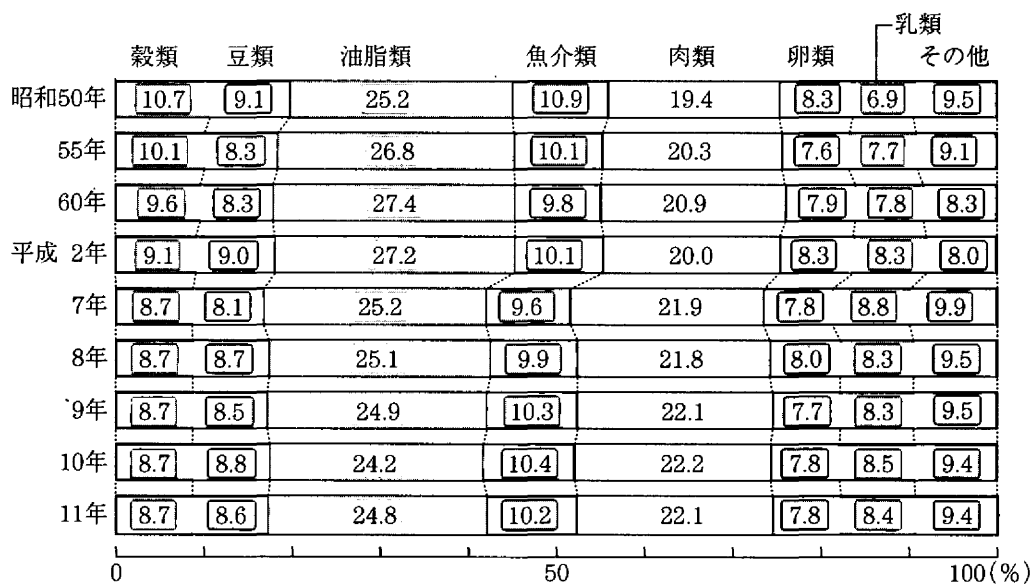 乳類
穀類 豆類 油脂類 魚介類 肉類 卵類 その他
昭和50年 10.7 9.1 25.2 10.9 19.4 8.3 6.9 9.5
55年 10.1 8.3 26.8 10.1 20.3 7.6 7.7 9.1
60年 9.6 8.3 27.4 9.8 20.9 7.9 7.8 8.3
平成 2年 9.1 9.0 27.2 10.1 20.0 8.3 8.3 8.0
7年 8.7 8.1 25.2 9.6 21.9 7.8 8.8 9.9
8年 8.7 8.7 25.1 9.9 21.8 8.0 8.3 9.5
9年 8.7 8.5 24.9 10.3 22.1 7.7 8.3 9.5
10年 8.7 8.8 24.2 10.4 22.2 7.8 8.5 9.4
11年 8.7 8.6 24.8 10.2 22.1 7.8 8.4 9.4
0 50 100(%)